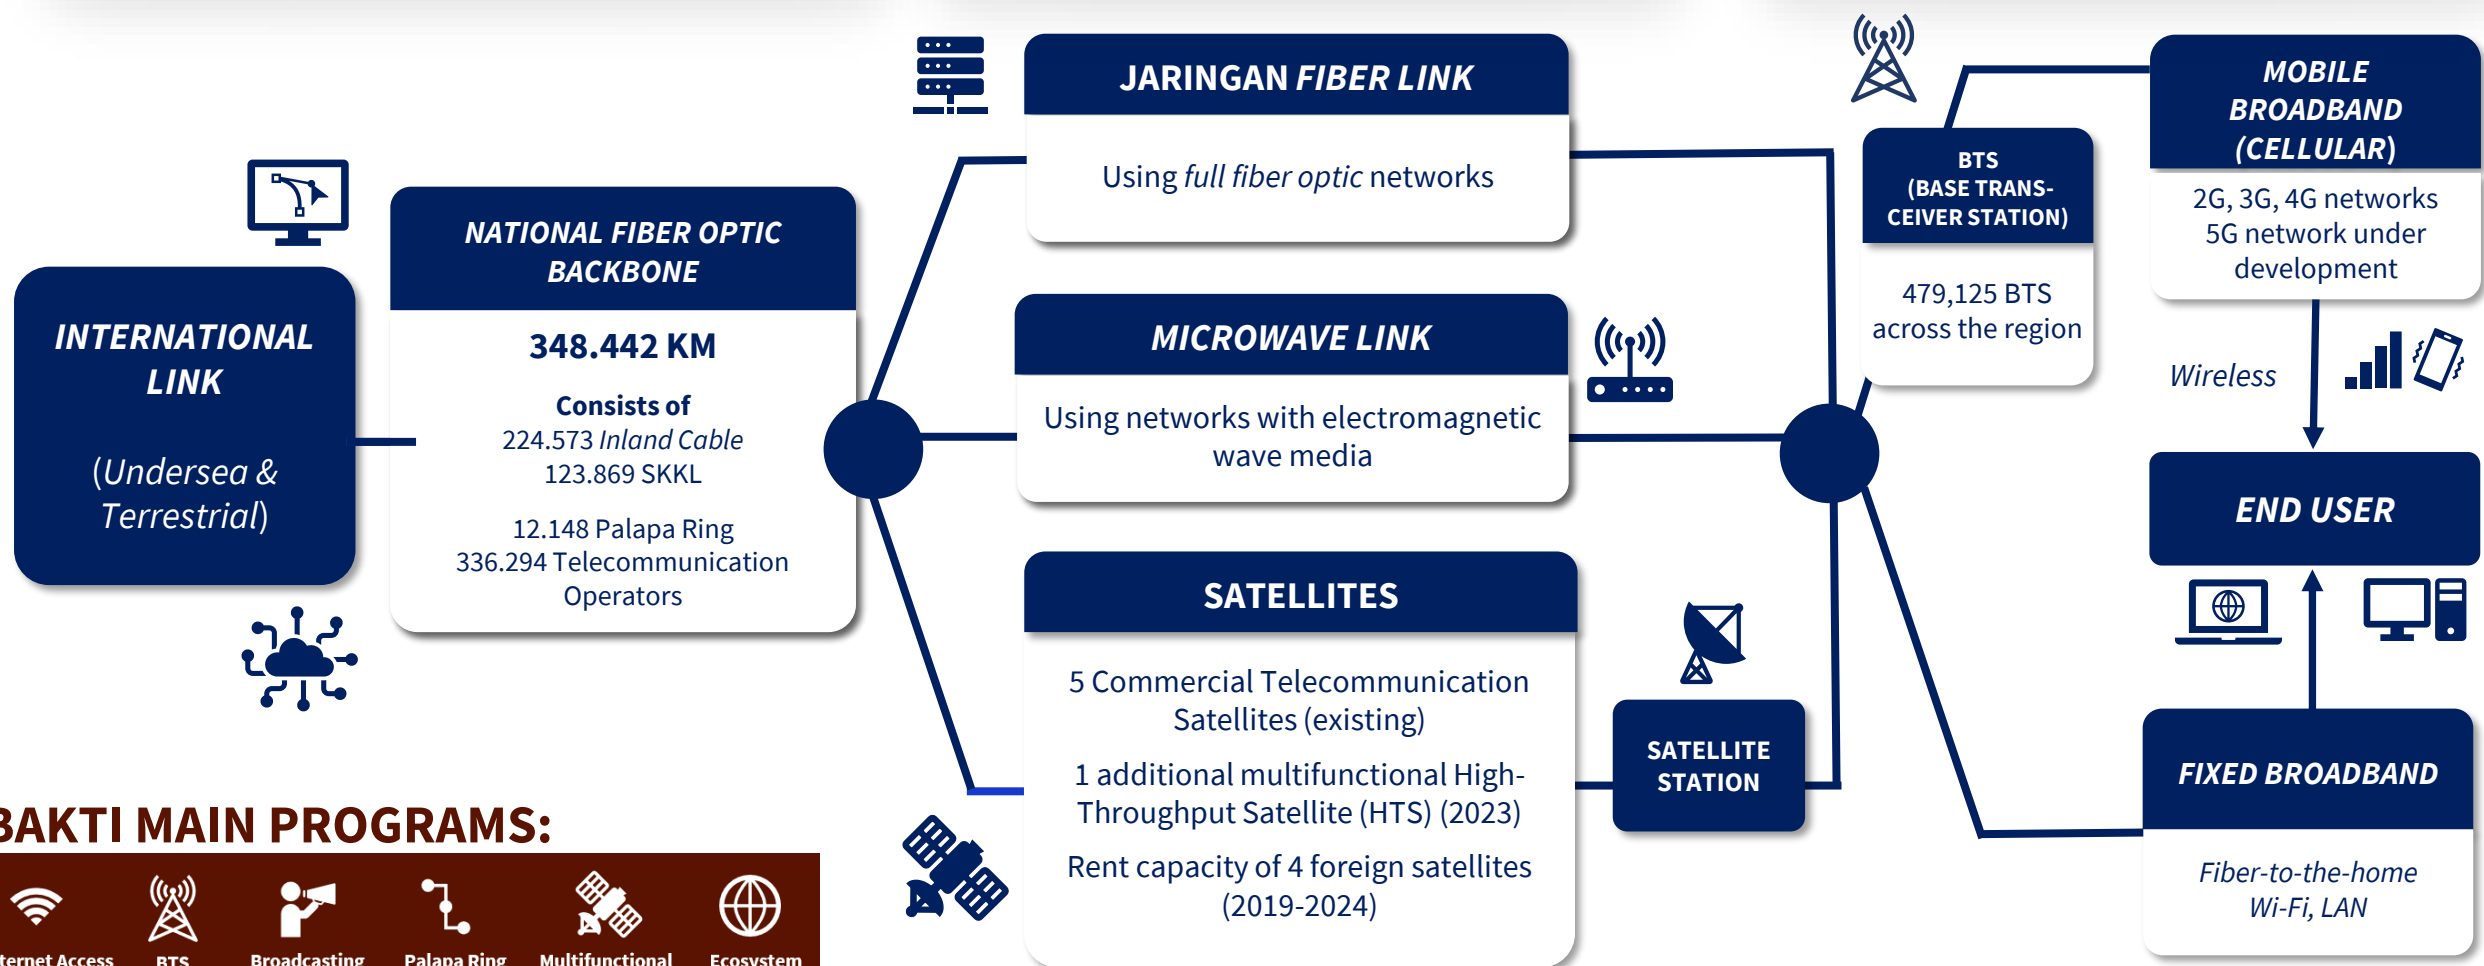 INTERNATIONAL
LINK
(Undersea &
Terrestrial)
NATIONAL FIBER OPTIC
BACKBONE
348.442 KM
Consists of
224.573 Inland Cable
123.869 SKKL
12.148 Palapa Ring
336.294 Telecommunication
Operators
JARINGAN FIBER LINK
Using full fiber optic networks
MICROWAVE LINK
Using networks with electromagnetic
wave media
SATELLITES
5 Commercial Telecommunication
Satellites (existing)
1 additional multifunctional High-
Throughput Satellite (HTS) (2023)
Rent capacity of 4 foreign satellites
(2019-2024)
SATELLITE
STATION
BTS
(BASE TRANS-
CEIVER STATION)
479,125 BTS
across the region
MOBILE
BROADBAND
(CELLULAR)
2G, 3G, 4G networks
5G network under
development
Wireless
END USER
FIXED BROADBAND
Fiber-to-the-home
Wi-Fi, LAN
BAKTI MAIN PROGRAMS:
ternet Access
BTS
Broadcasting
Palapa Ring
Multifunctional
Ecosystem